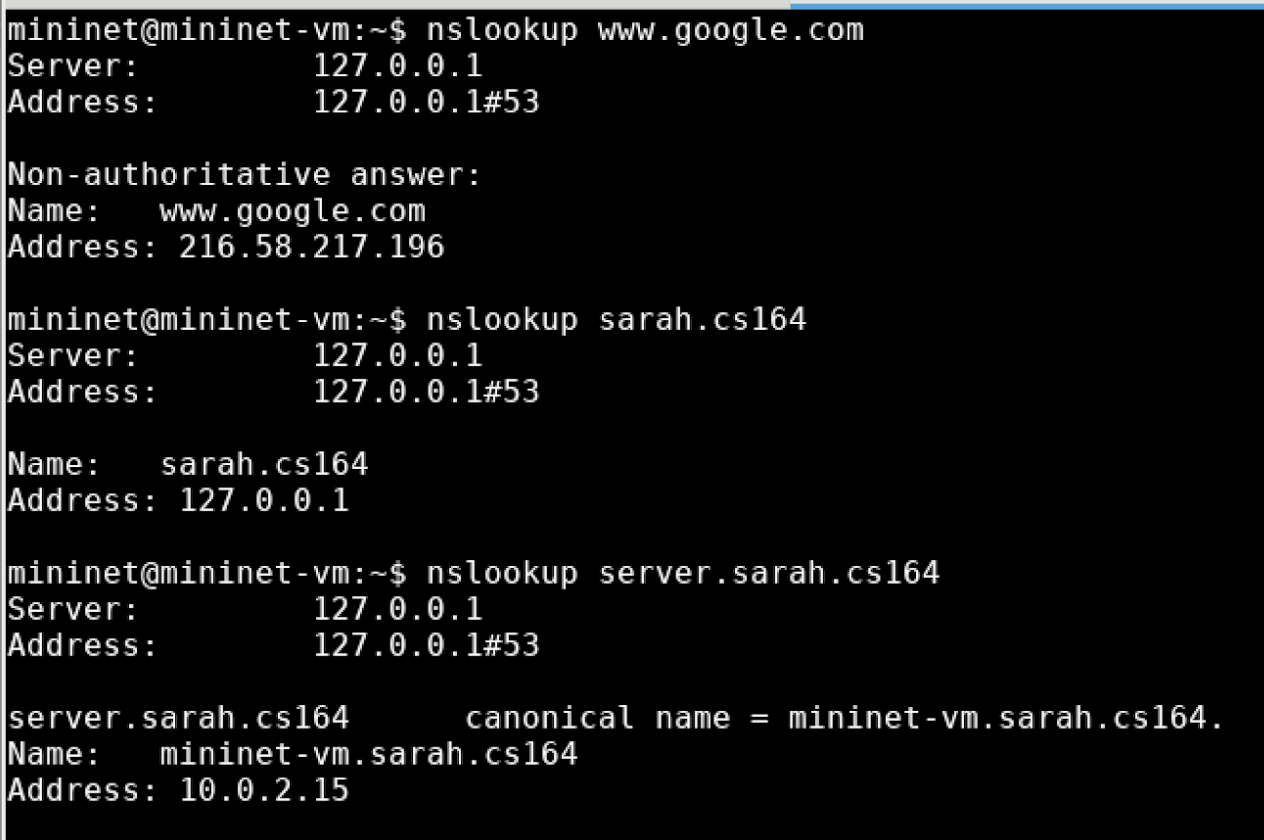 mininet@mininet-vm:~$ nslookup www.google.com
Server:         127.0.0.1
Address:        127.0.0.1#53

Non-authoritative answer:
Name:   www.google.com
Address: 216.58.217.196

mininet@mininet-vm:~$ nslookup sarah.cs164
Server:         127.0.0.1
Address:        127.0.0.1#53

Name:   sarah.cs164
Address: 127.0.0.1

mininet@mininet-vm:~$ nslookup server.sarah.cs164
Server:         127.0.0.1
Address:        127.0.0.1#53

server.sarah.cs164      canonical name = mininet-vm.sarah.cs164.
Name:   mininet-vm.sarah.cs164
Address: 10.0.2.15